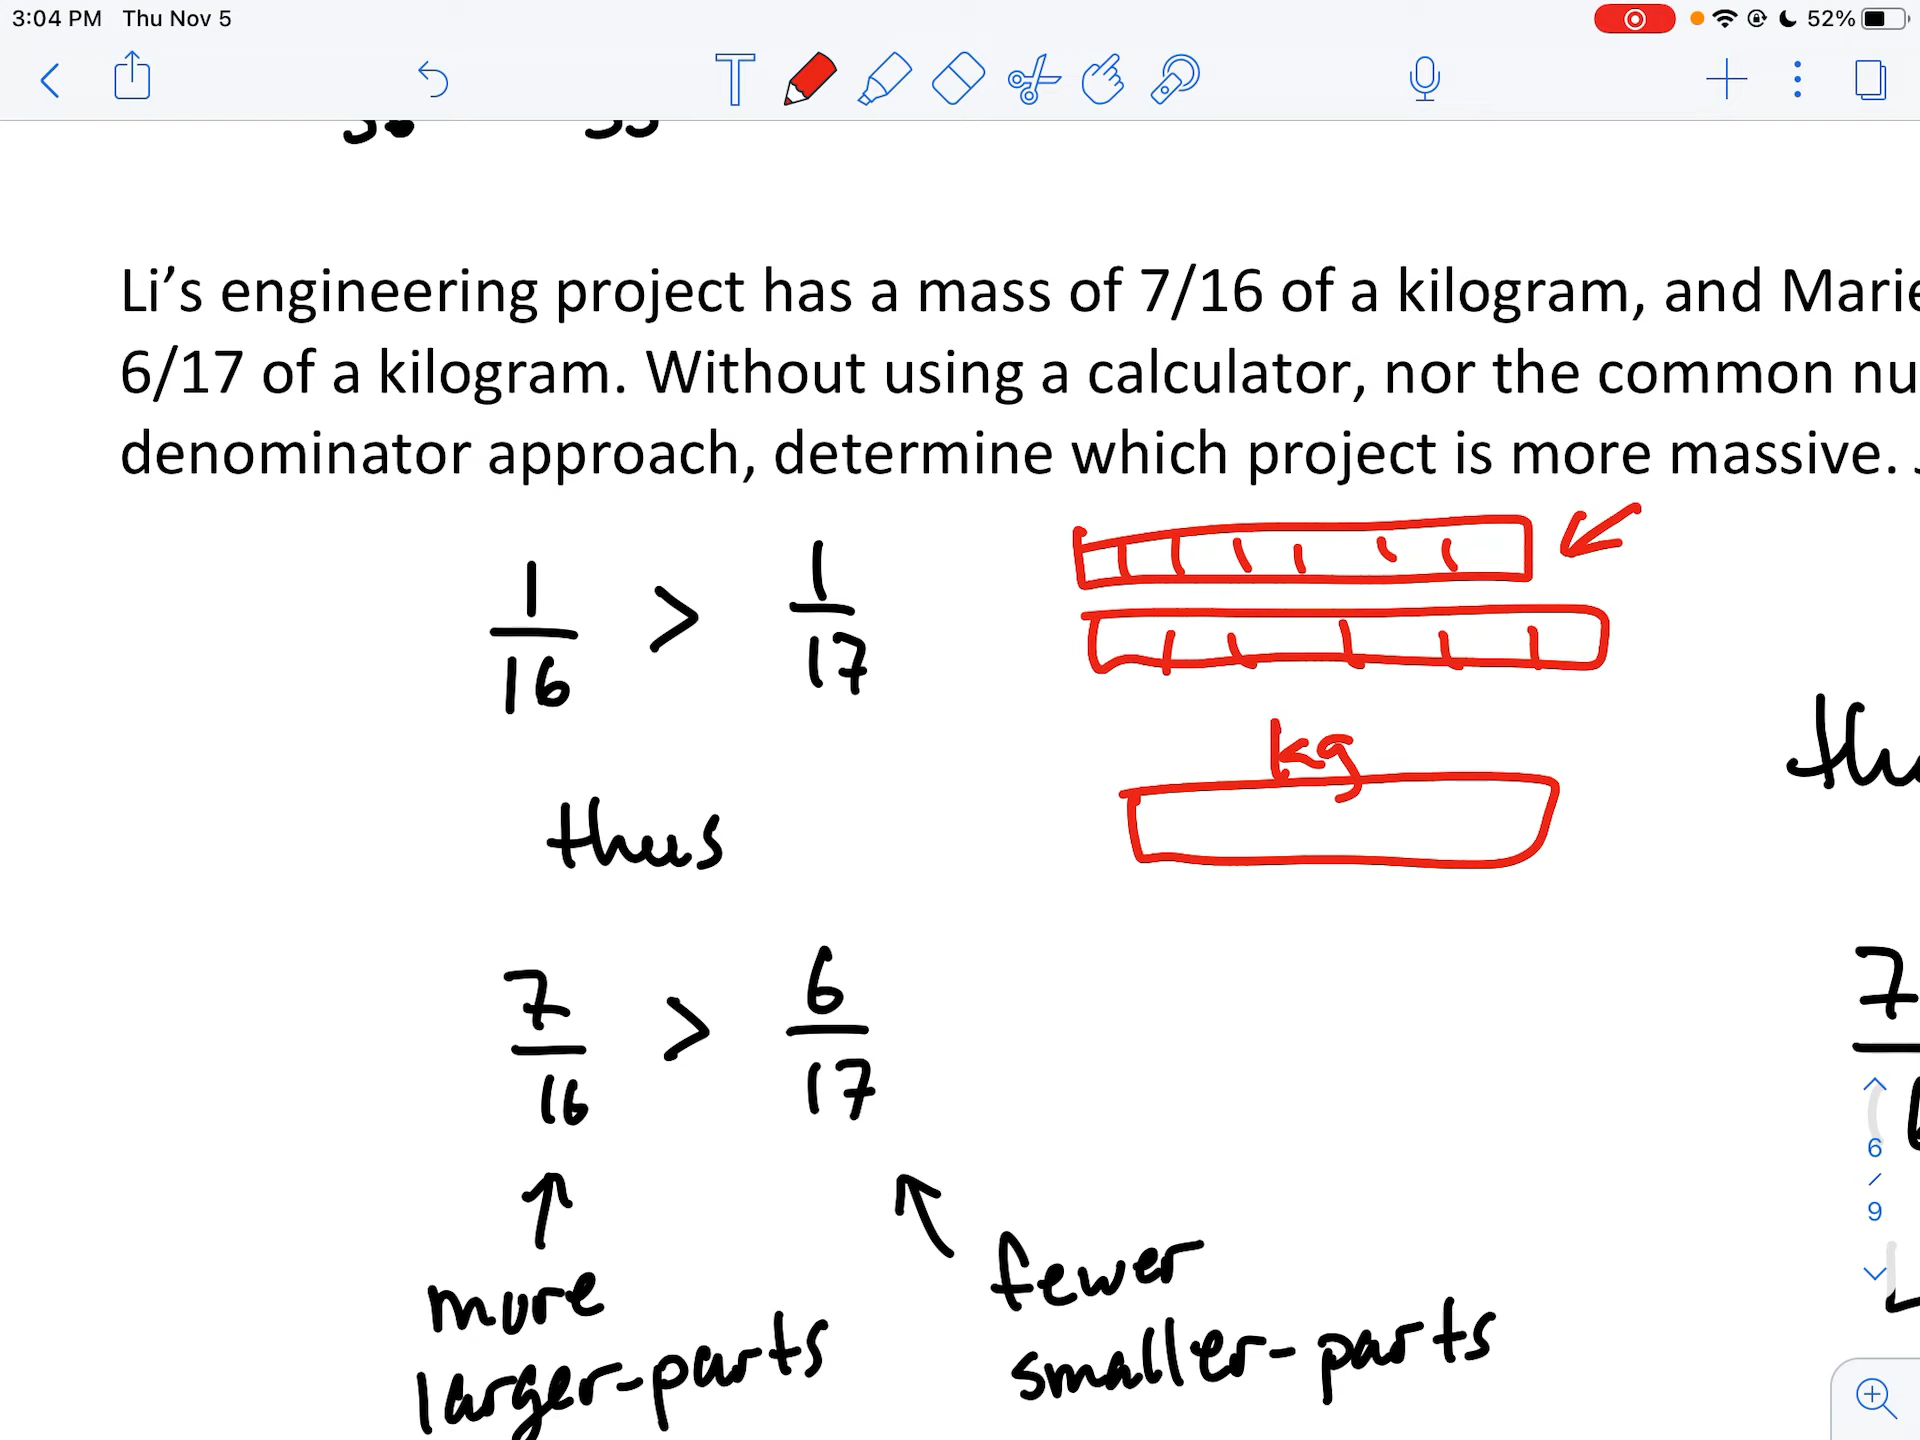 3:04 PM Thu Nov 5
52%
T
Li's engineering project has a mass of 7/16 of a kilogram, and Marie
6/17 of a kilogram. Without using a calculator, nor the common nu
denominator approach, determine which project is more massive.
1/16 > 1/17
kg
thus
thu
7/16 > 6/17
7
6 / 9
more
larger-parts
fewer
smaller-parts